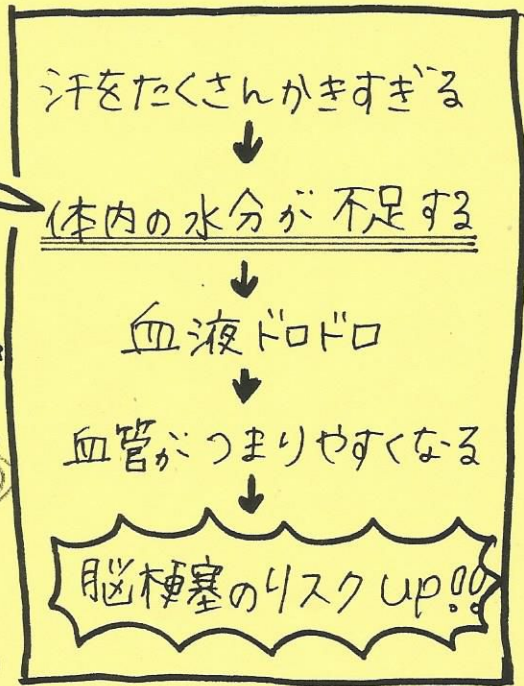 汗をたくさんかきすぎる
↓
体内の水分が不足する
↓
血液ドロドロ
↓
血管がつまりやすくなる
↓
脳梗塞のリスクup!!